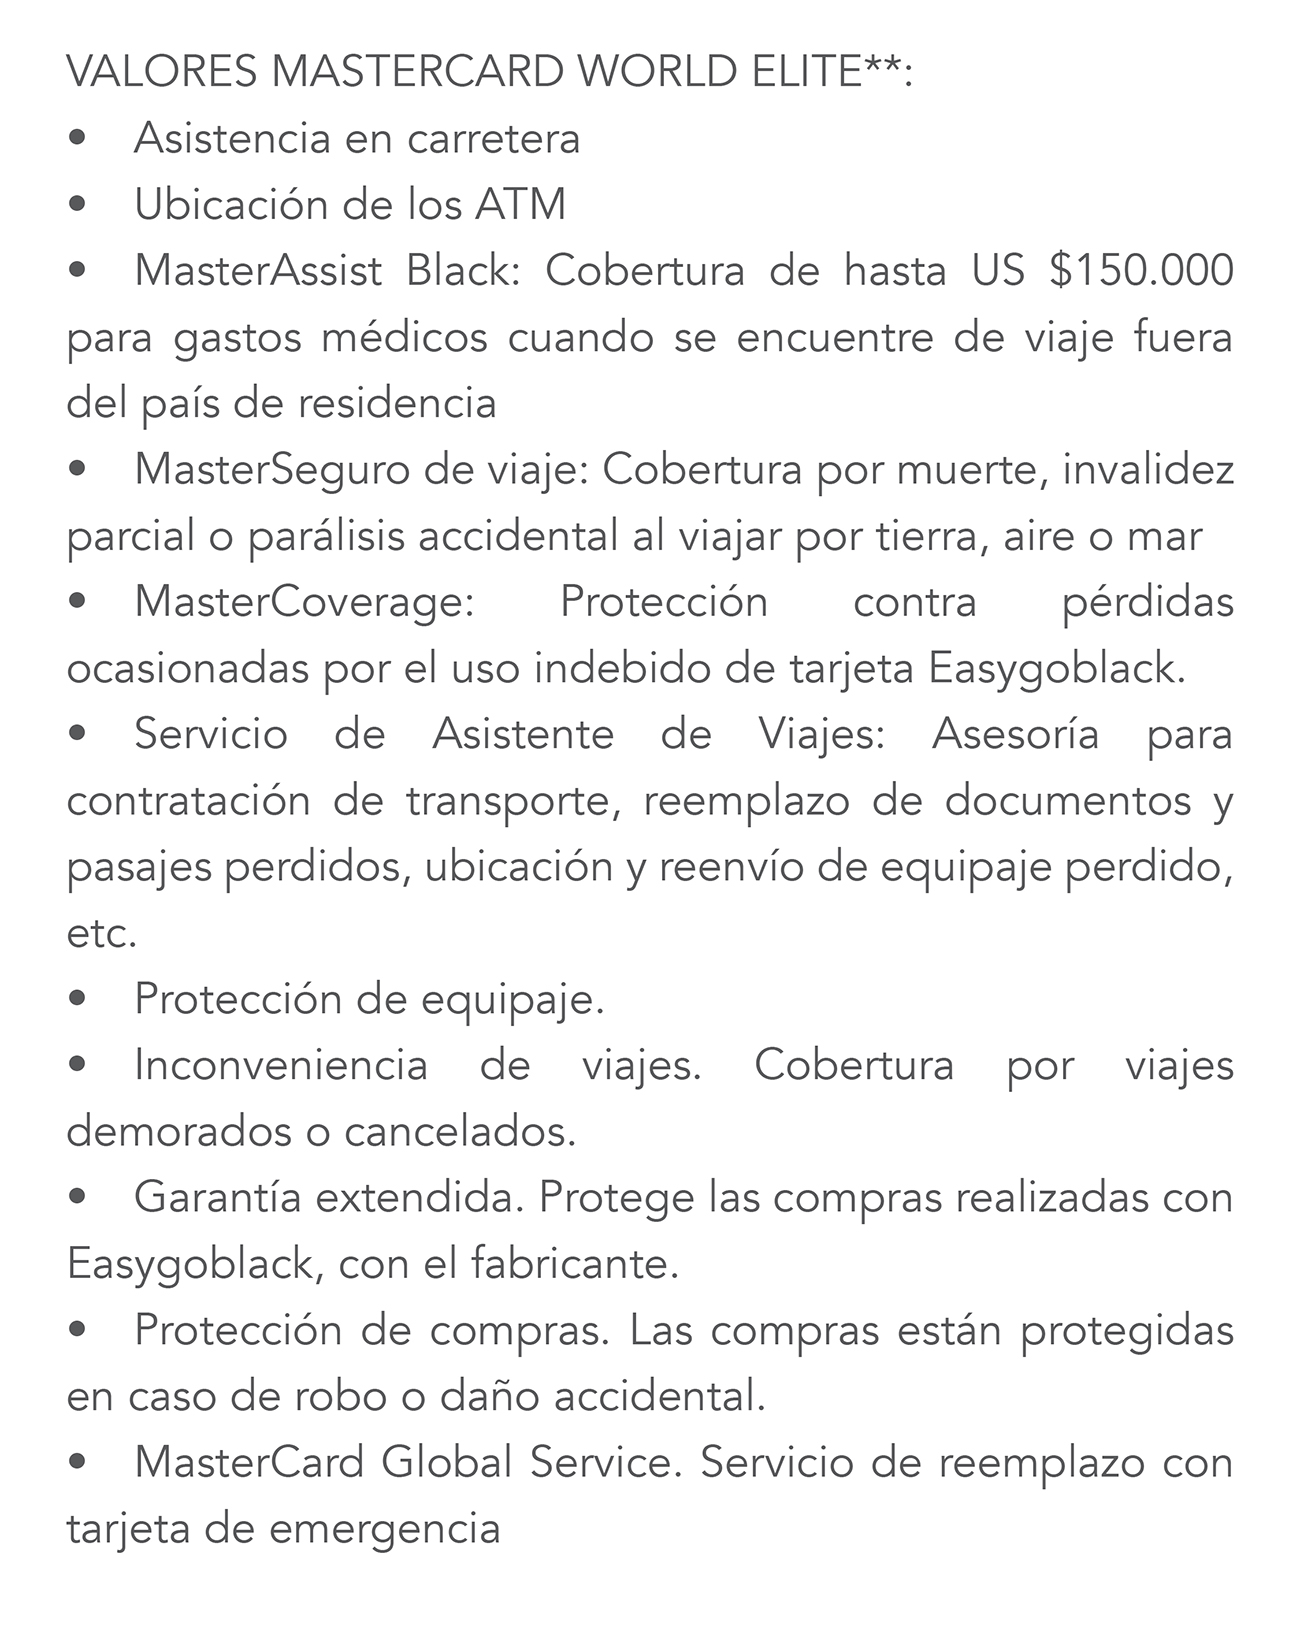 VALORES MASTERCARD WORLD ELITE**:
• Asistencia en carretera
• Ubicación de los ATM
• MasterAssist Black: Cobertura de hasta US $150.000
para gastos médicos cuando se encuentre de viaje fuera
del país de residencia
• MasterSeguro de viaje: Cobertura por muerte, invalidez
parcial o parálisis accidental al viajar por tierra, aire o mar
• MasterCoverage: Protección contra pérdidas
ocasionadas por el uso indebido de tarjeta Easygoblack.
• Servicio de Asistente de Viajes: Asesoría para
contratación de transporte, reemplazo de documentos y
pasajes perdidos, ubicación y reenvío de equipaje perdido,
etc.
• Protección de equipaje.
• Inconveniencia de viajes. Cobertura por viajes
demorados o cancelados.
• Garantía extendida. Protege las compras realizadas con
Easygoblack, con el fabricante.
• Protección de compras. Las compras están protegidas
en caso de robo o daño accidental.
• MasterCard Global Service. Servicio de reemplazo con
tarjeta de emergencia